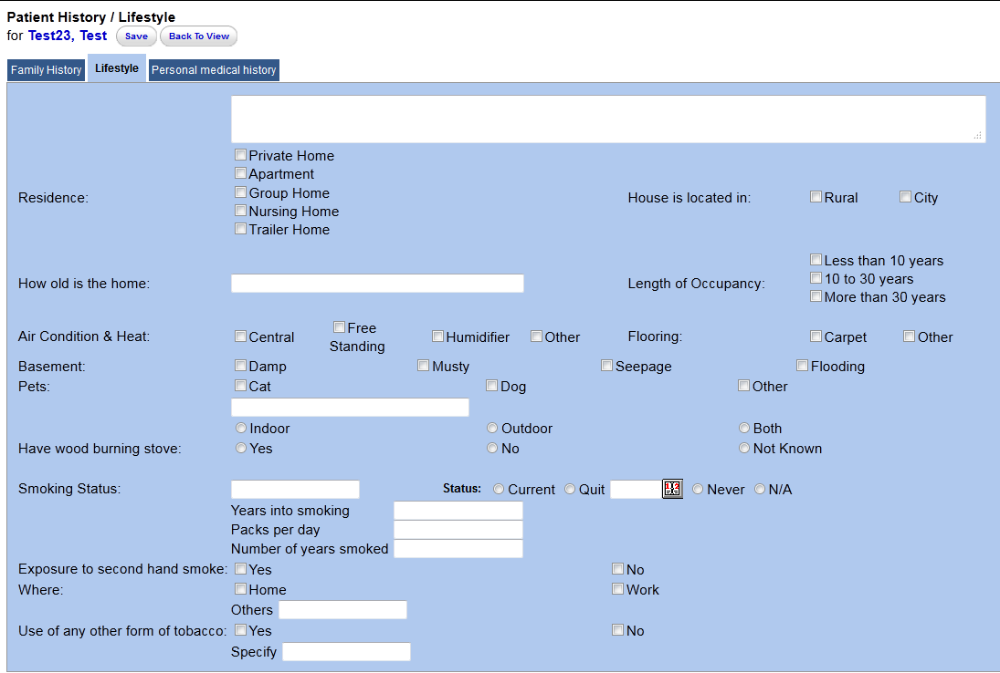 Patient History / Lifestyle
for Test23, Test Save Back To View
Family History Lifestyle Personal medical history
Private Home
Apartment
Residence: Group Home House is located in: Rural City
Nursing Home
Trailer Home
Less than 10 years
How old is the home: Length of Occupancy: 10 to 30 years
More than 30 years
Air Condition & Heat: Central Free Standing Humidifier Other Flooring: Carpet Other
Basement: Damp Musty Seepage Flooding
Pets: Cat Dog Other
Indoor Outdoor Both
Have wood burning stove: Yes No Not Known
Smoking Status: Status: Current Quit Never N/A
Years into smoking
Packs per day
Number of years smoked
Exposure to second hand smoke: Yes No
Where: Home Work
Others
Use of any other form of tobacco: Yes No
Specify